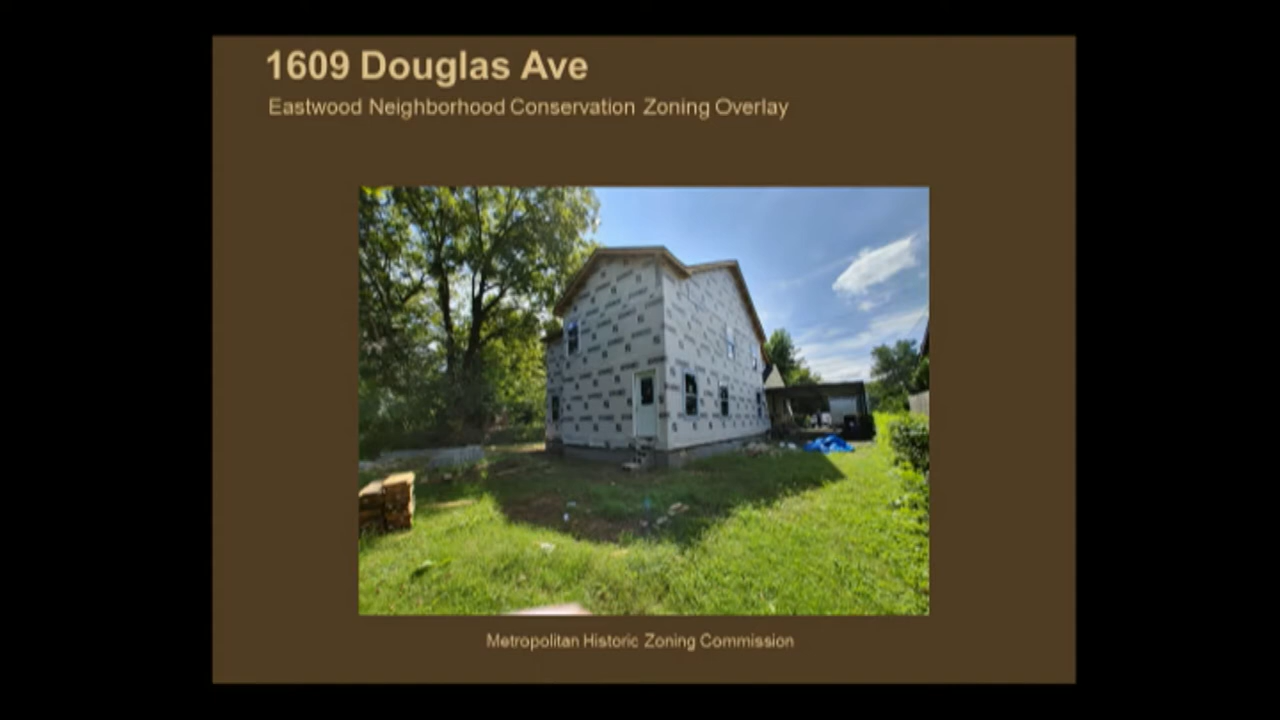 1609 Douglas Ave
Eastwood Neighborhood Conservation Zoning Overlay
Metropolitan Historic Zoning Commission